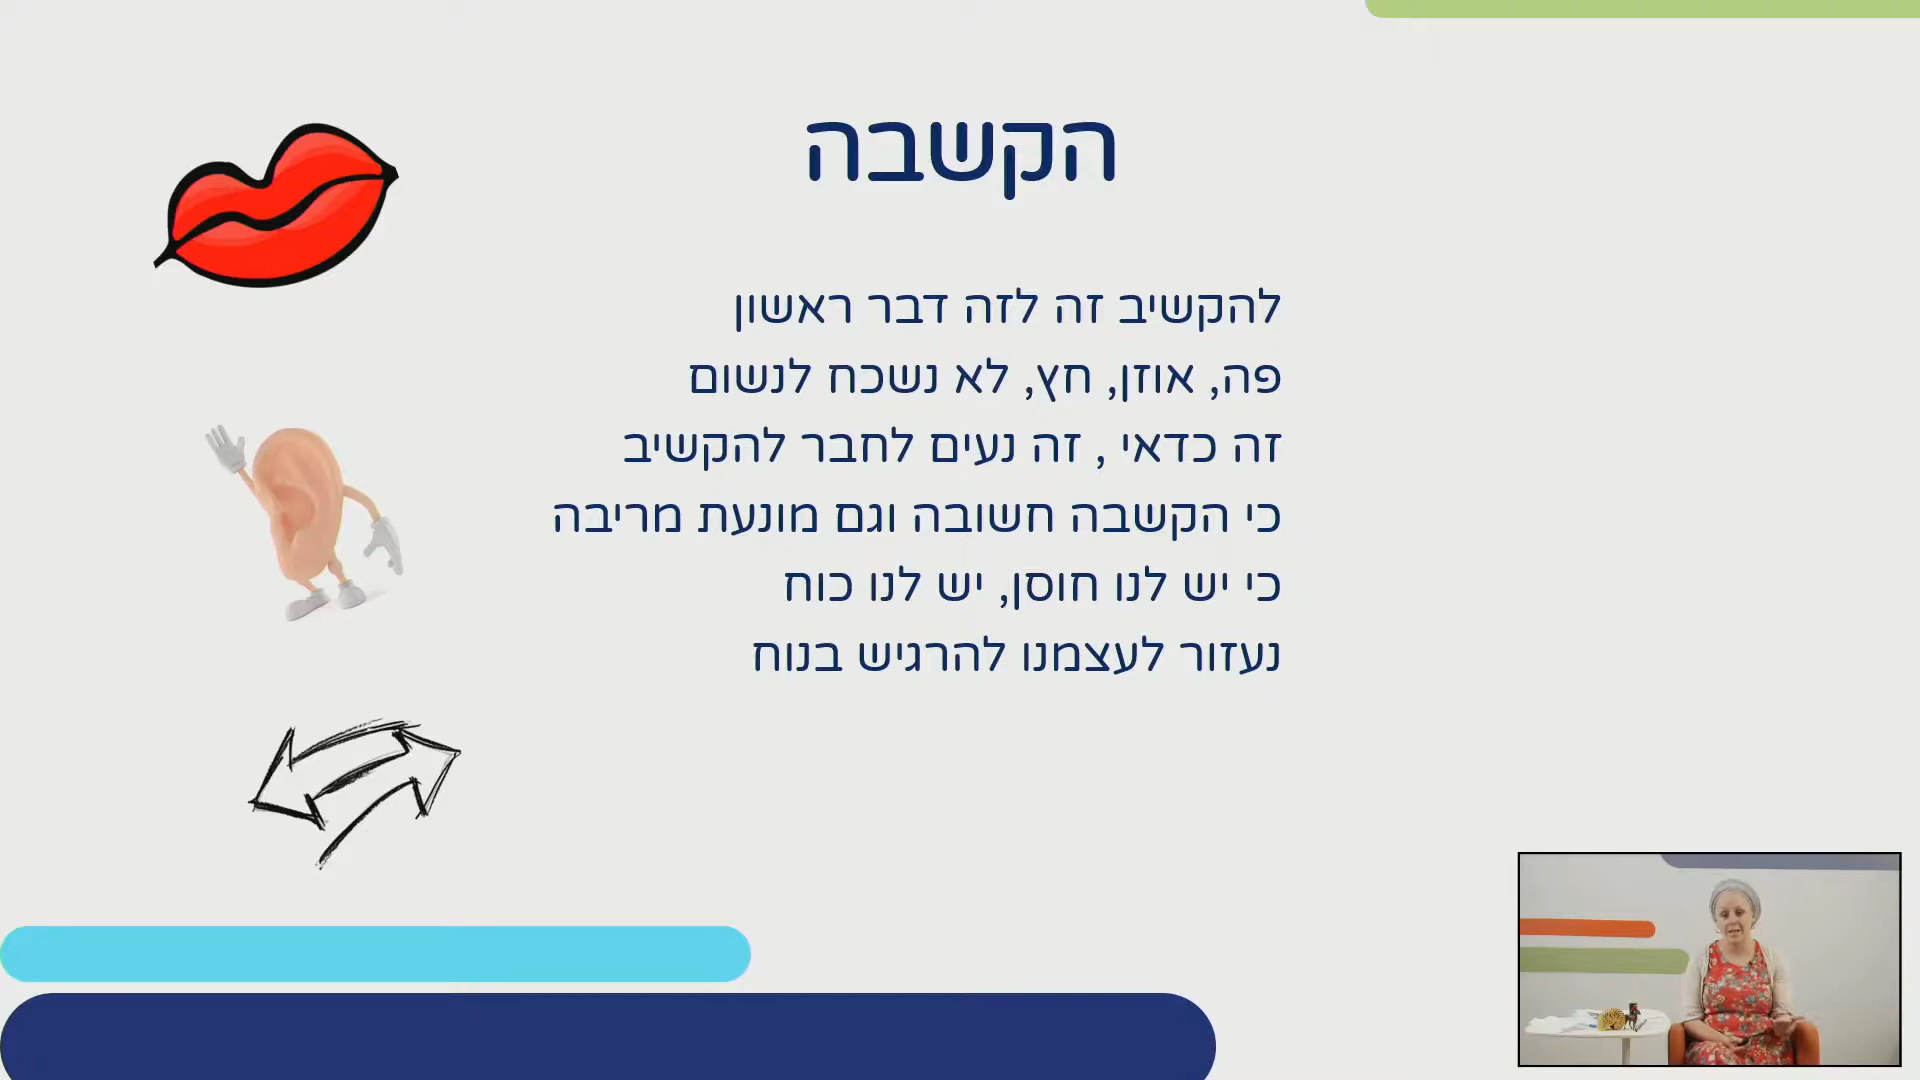 הקשבה
להקשיב זה לזה דבר ראשון
פה, אוזן, חץ, לא נשכח לנשום
זה כדאי , זה נעים לחבר להקשיב
כי הקשבה חשובה וגם מונעת מריבה
כי יש לנו חוסן, יש לנו כוח
נעזור לעצמנו להרגיש בנוח